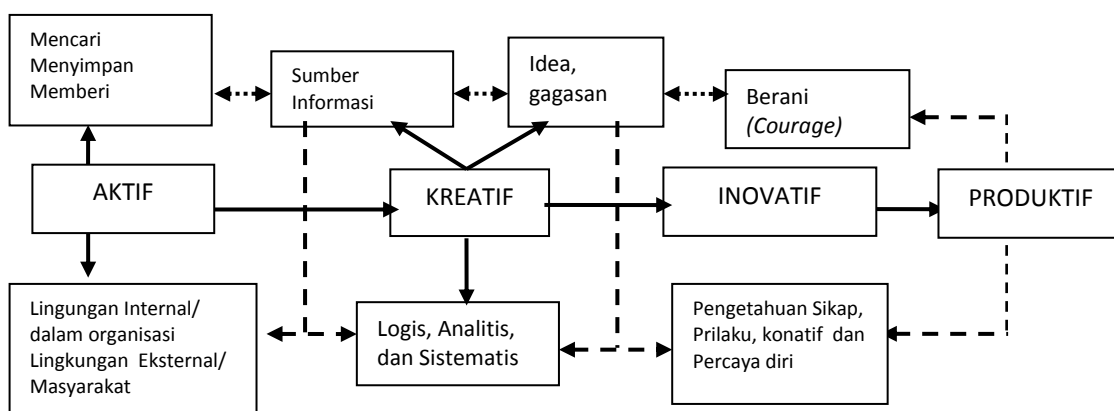 Mencari
Menyimpan
Memberi
Sumber
Informasi
Idea,
gagasan
Berani
(Courage)
AKTIF
KREATIF
INOVATIF
PRODUKTIF
Lingungan Internal/
dalam organisasi
Lingkungan Eksternal/
Masyarakat
Logis, Analitis,
dan Sistematis
Pengetahuan Sikap,
Prilaku, konatif dan
Percaya diri